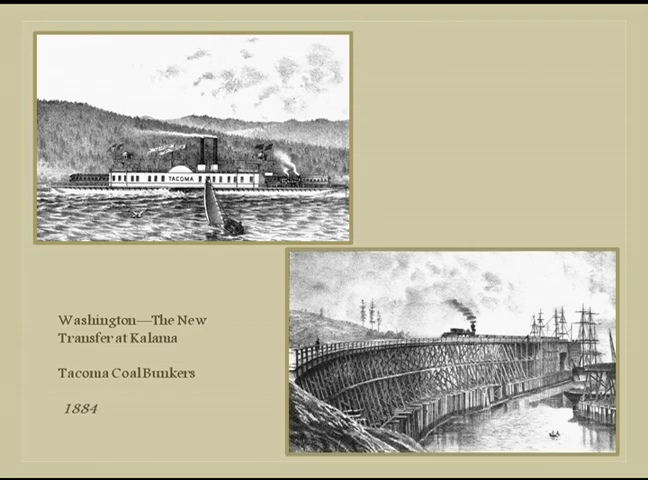 TACOMA
Washington—The New
Transfer at Kalama
Tacoma Coal Bunkers
1884